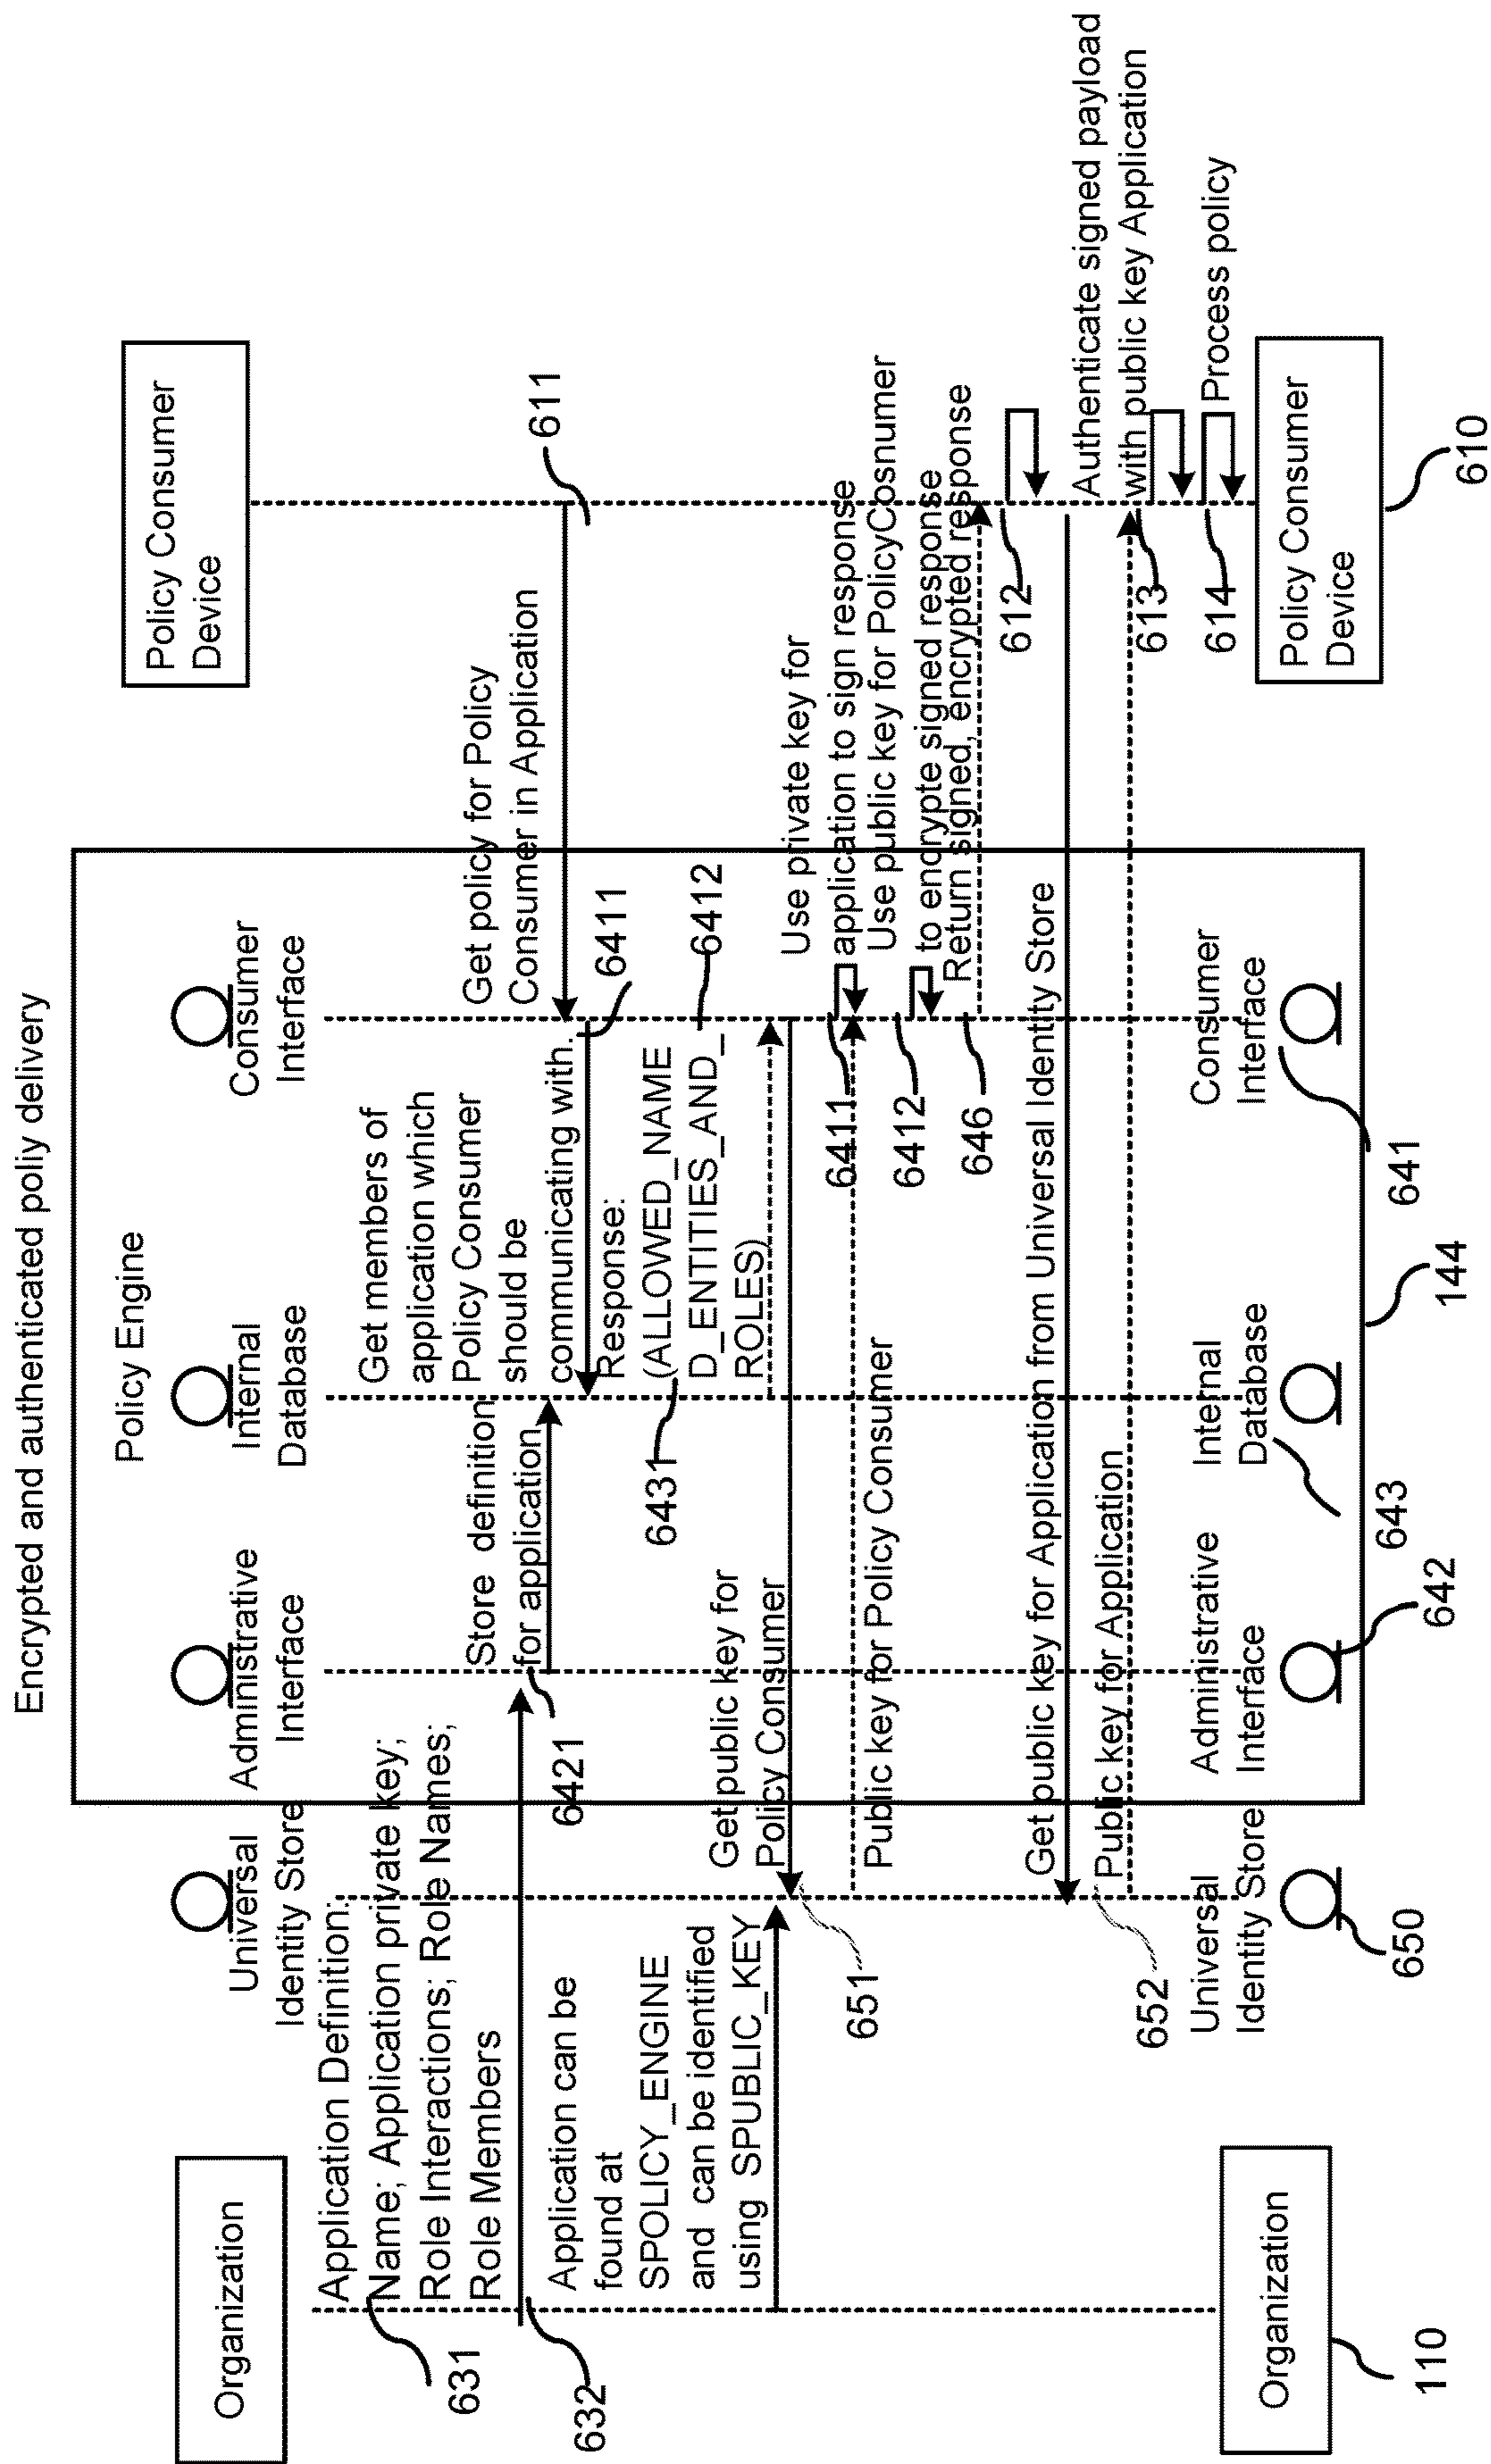 Encrypted and authenticated poliy delivery
Policy Engine
Organization
Universal
Identity Store
Administrative
Interface
Internal
Database
Consumer
Interface
Policy Consumer
Device
Application Definition:
Name; Application private key;
Role Interactions; Role Names;
Role Members
631
632
Store definition
for application
6421
Get policy for Policy
Consumer in Application
611
Get members of
application which
Policy Consumer
should be
communicating with.
6411
Response:
(ALLOWED_NAME
D_ENTITIES_AND_
ROLES)
6412
6431
Application can be
found at
SPOLICY_ENGINE
and can be identified
using SPUBLIC_KEY
Get public key for
Policy Consumer
651
Public key for Policy Consumer
Use private key for
application to sign response
6411
Use public key for PolicyCosnumer
to encrypte signed response
6412
Return signed, encrypted response
646
612
Get public key for Application from Universal Identity Store
652
Public key for Application
Authenticate signed payload
with public key Application
613
Process policy
614
Organization
110
Universal
Identity Store
650
Administrative
Interface
642
Internal
Database
643
Consumer
Interface
641
144
Policy Consumer
Device
610